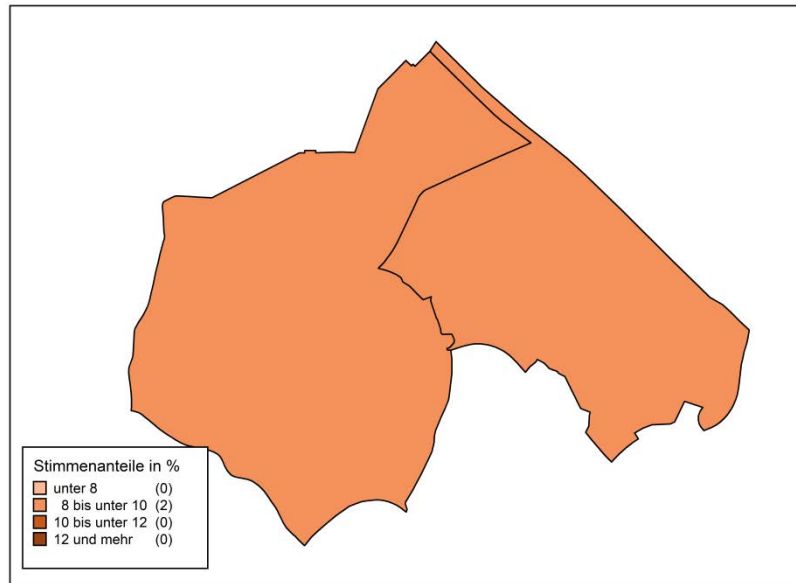 Stimmenanteile in %
unter 8 (0)
8 bis unter 10 (2)
10 bis unter 12 (0)
12 und mehr (0)